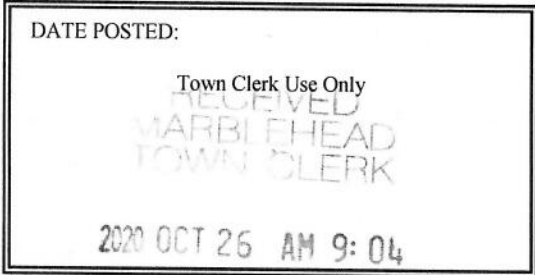 DATE POSTED:
Town Clerk Use Only
RECEIVED
MARBLEHEAD
TOWN CLERK
2020 OCT 26 AM 9:04